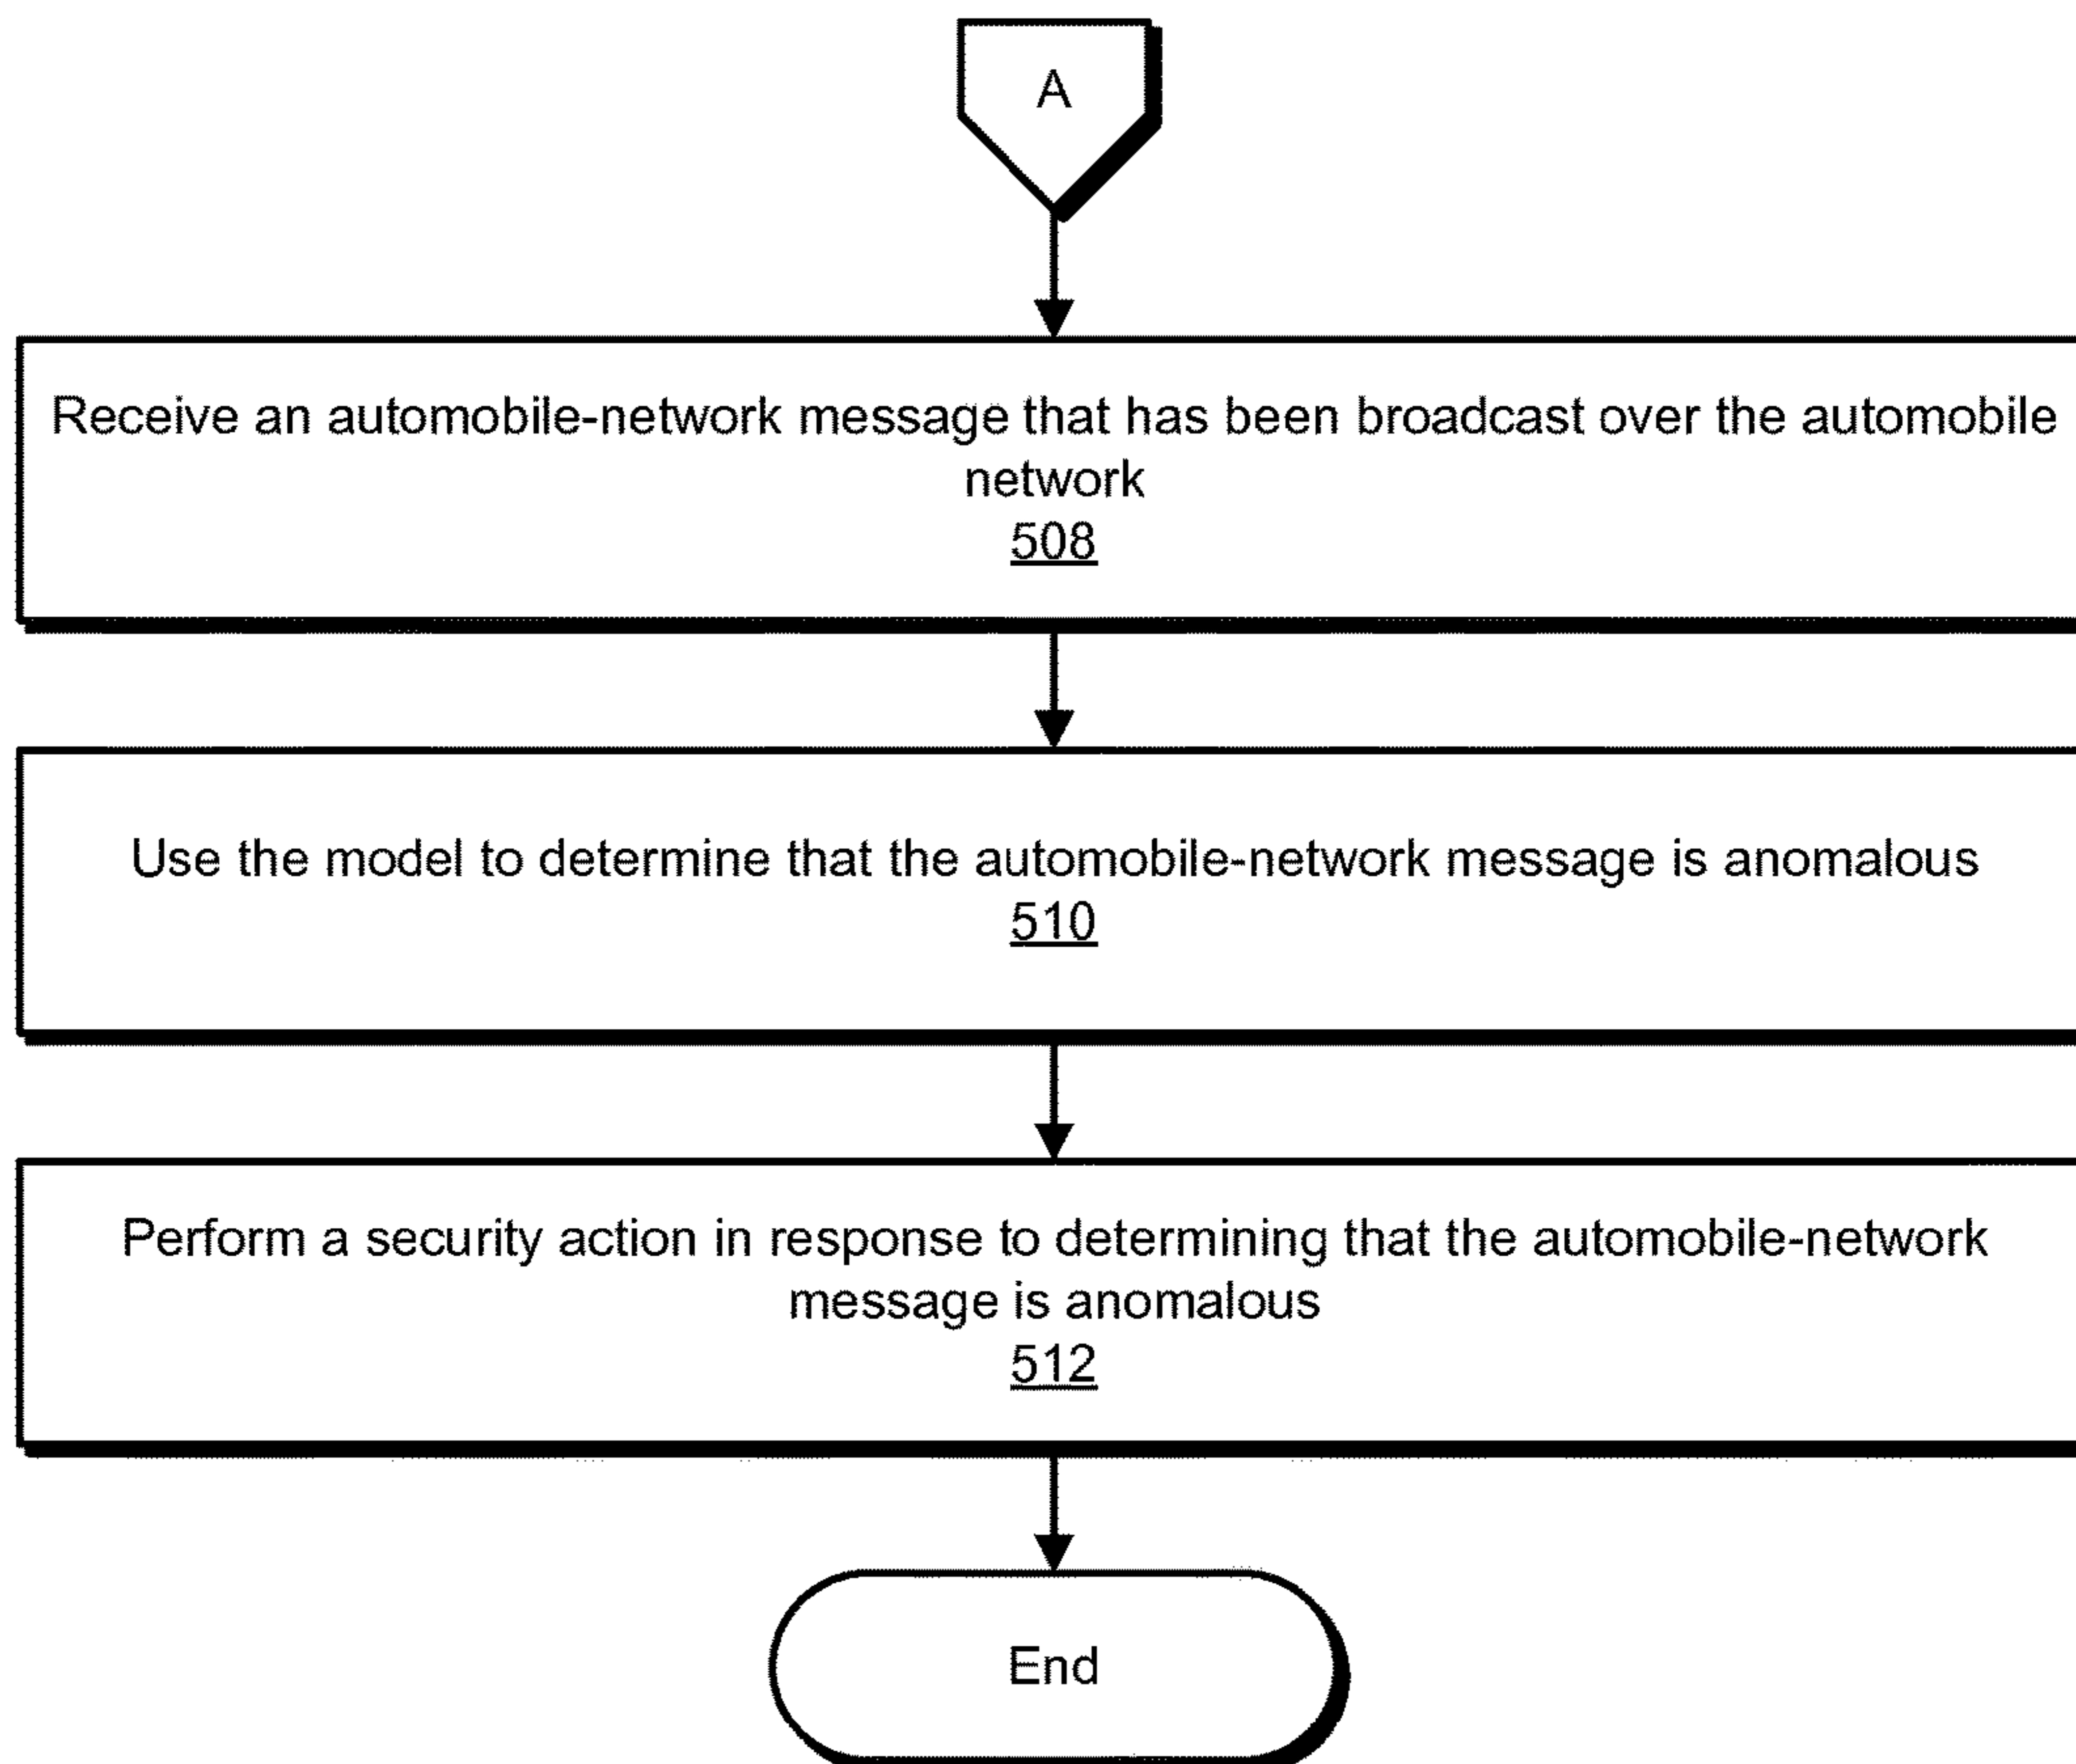 A
Receive an automobile-network message that has been broadcast over the automobile
network
508
Use the model to determine that the automobile-network message is anomalous
510
Perform a security action in response to determining that the automobile-network
message is anomalous
512
End